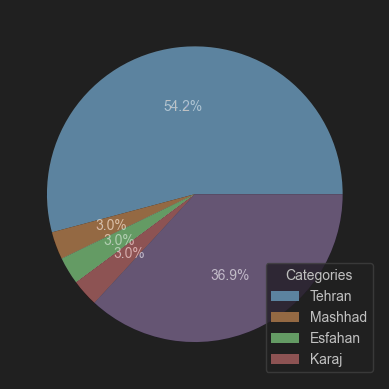 54.2%
3.0%
3.0%
3.0%
36.9%
Categories
Tehran
Mashhad
Esfahan
Karaj